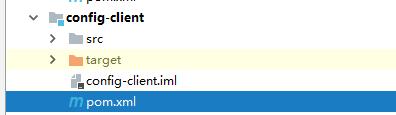 config-client
src
target
config-client.iml
pom.xml